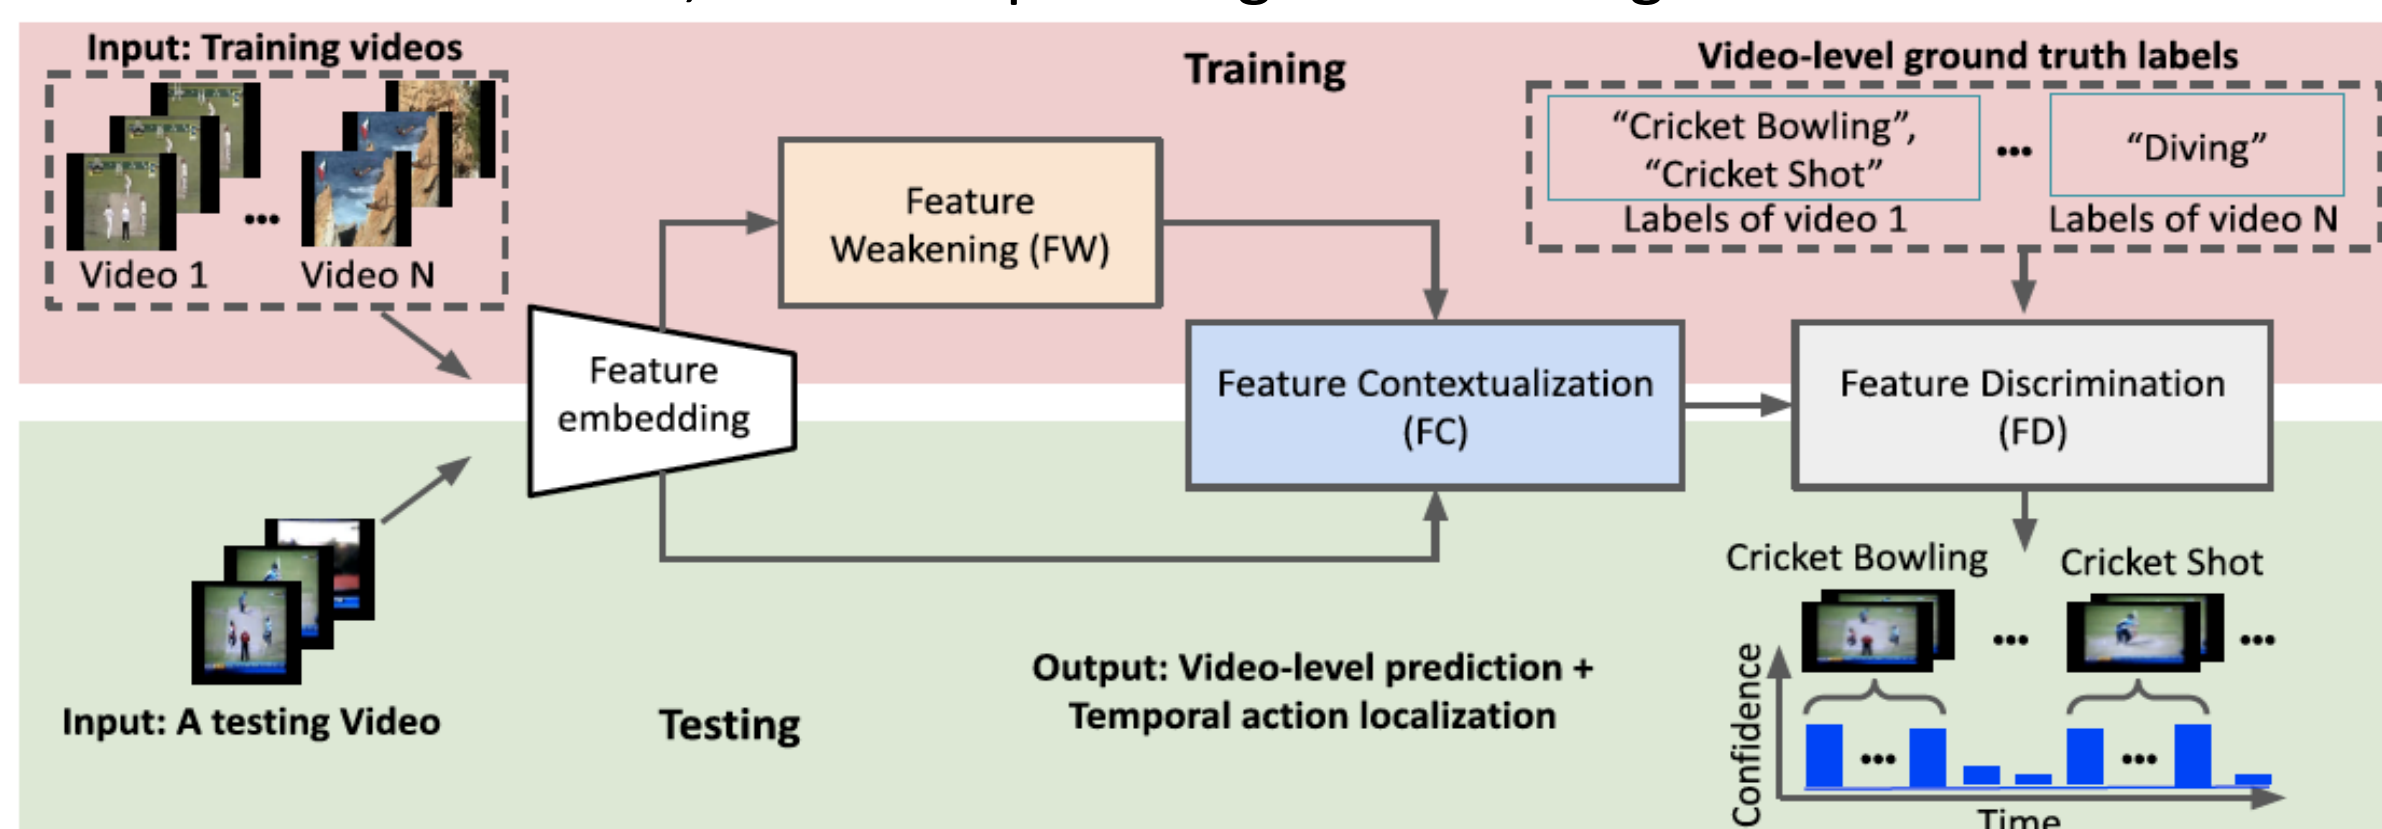 Input: Training videos
Training
Video-level ground truth labels
“Cricket Bowling”,
“Cricket Shot”
“Diving”
Labels of video 1
Labels of video N
Video 1
Video N
Feature
Weakening (FW)
Feature
embedding
Feature Contextualization
(FC)
Feature Discrimination
(FD)
Input: A testing Video
Testing
Output: Video-level prediction +
Temporal action localization
Cricket Bowling
Cricket Shot
Confidence
Time